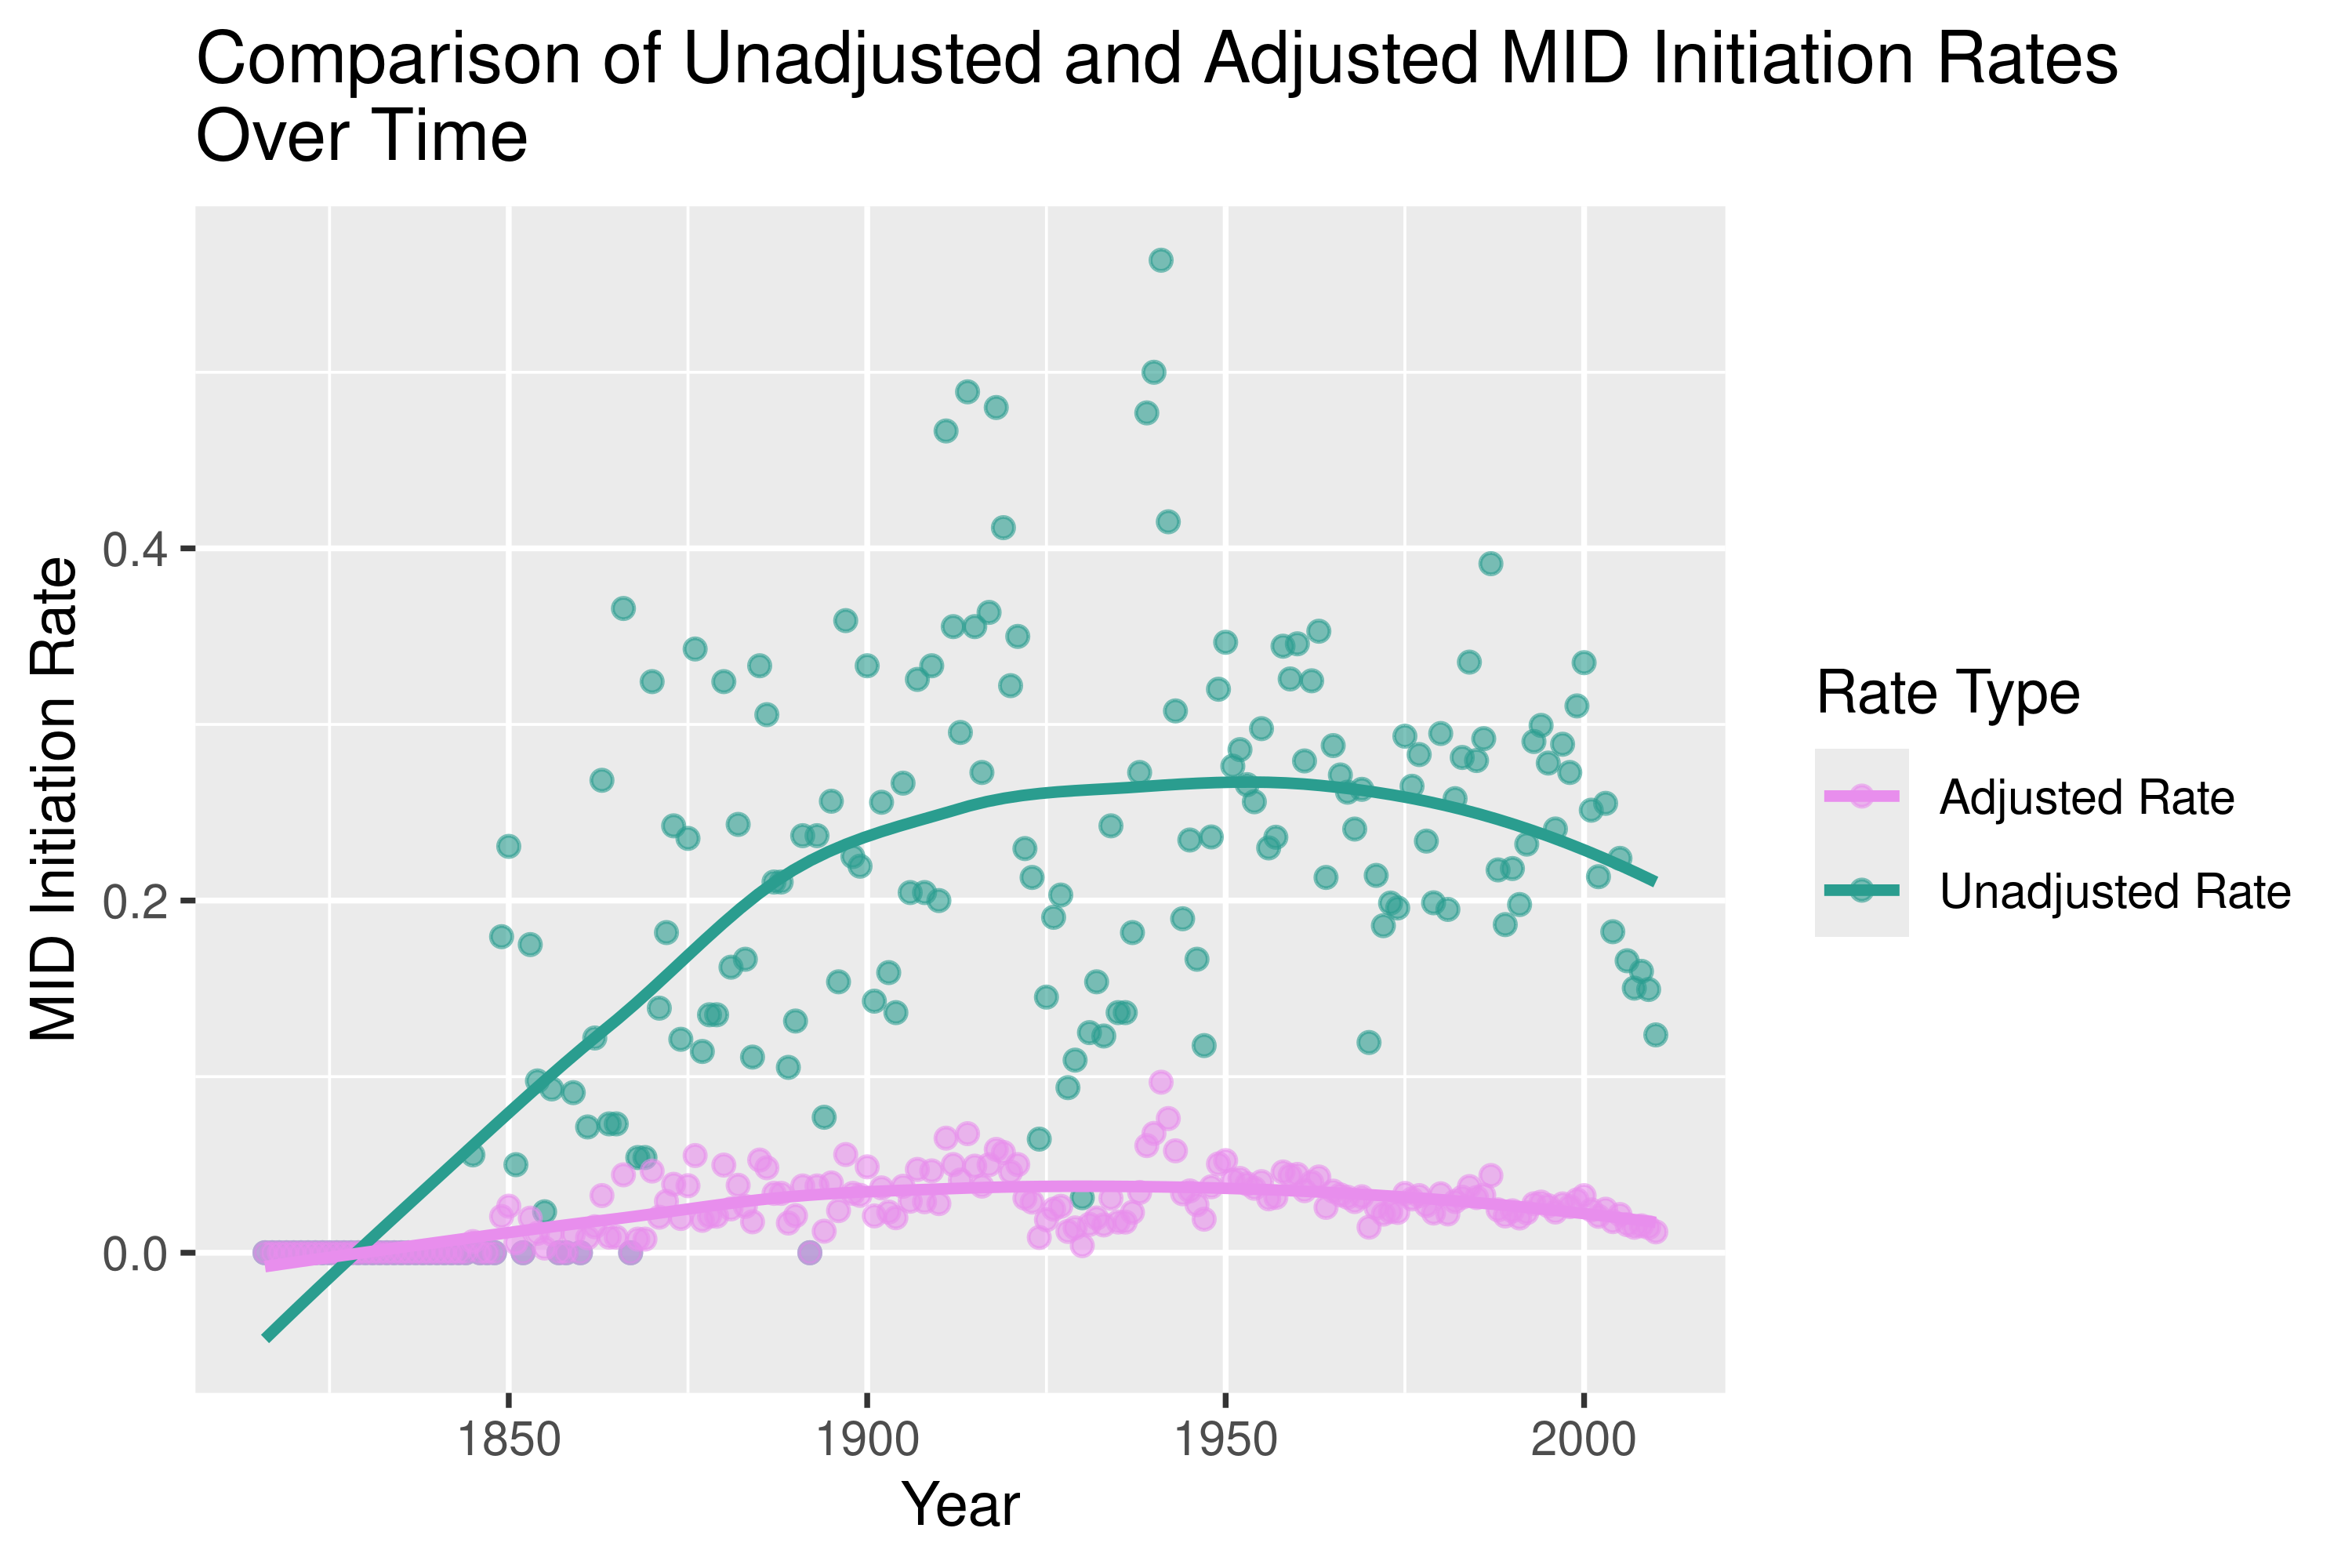 Comparison of Unadjusted and Adjusted MID Initiation Rates
Over Time
MID Initiation Rate
0.4
0.2
0.0
1850
1900
1950
2000
Year
Rate Type
Adjusted Rate
Unadjusted Rate